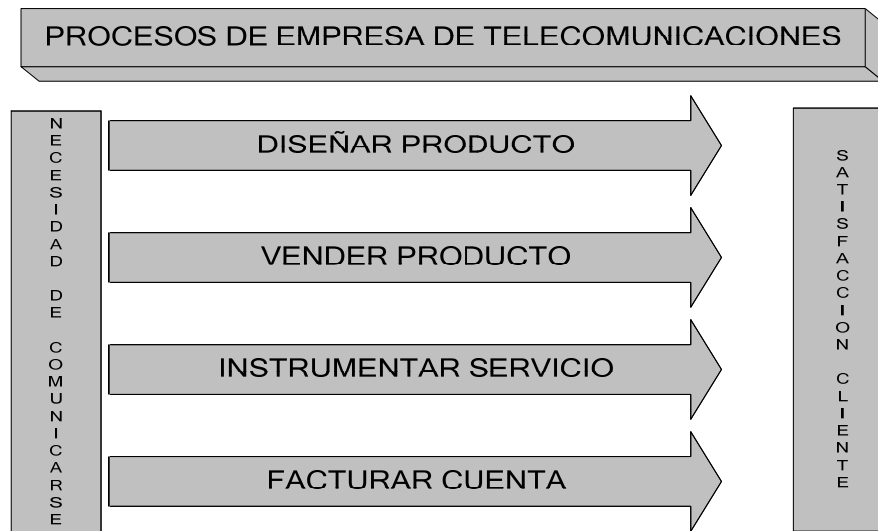 PROCESOS DE EMPRESA DE TELECOMUNICACIONES
NECESIDAD DE COMUNICARSE
DISEÑAR PRODUCTO
VENDER PRODUCTO
INSTRUMENTAR SERVICIO
FACTURAR CUENTA
SATISFACCION CLIENTE